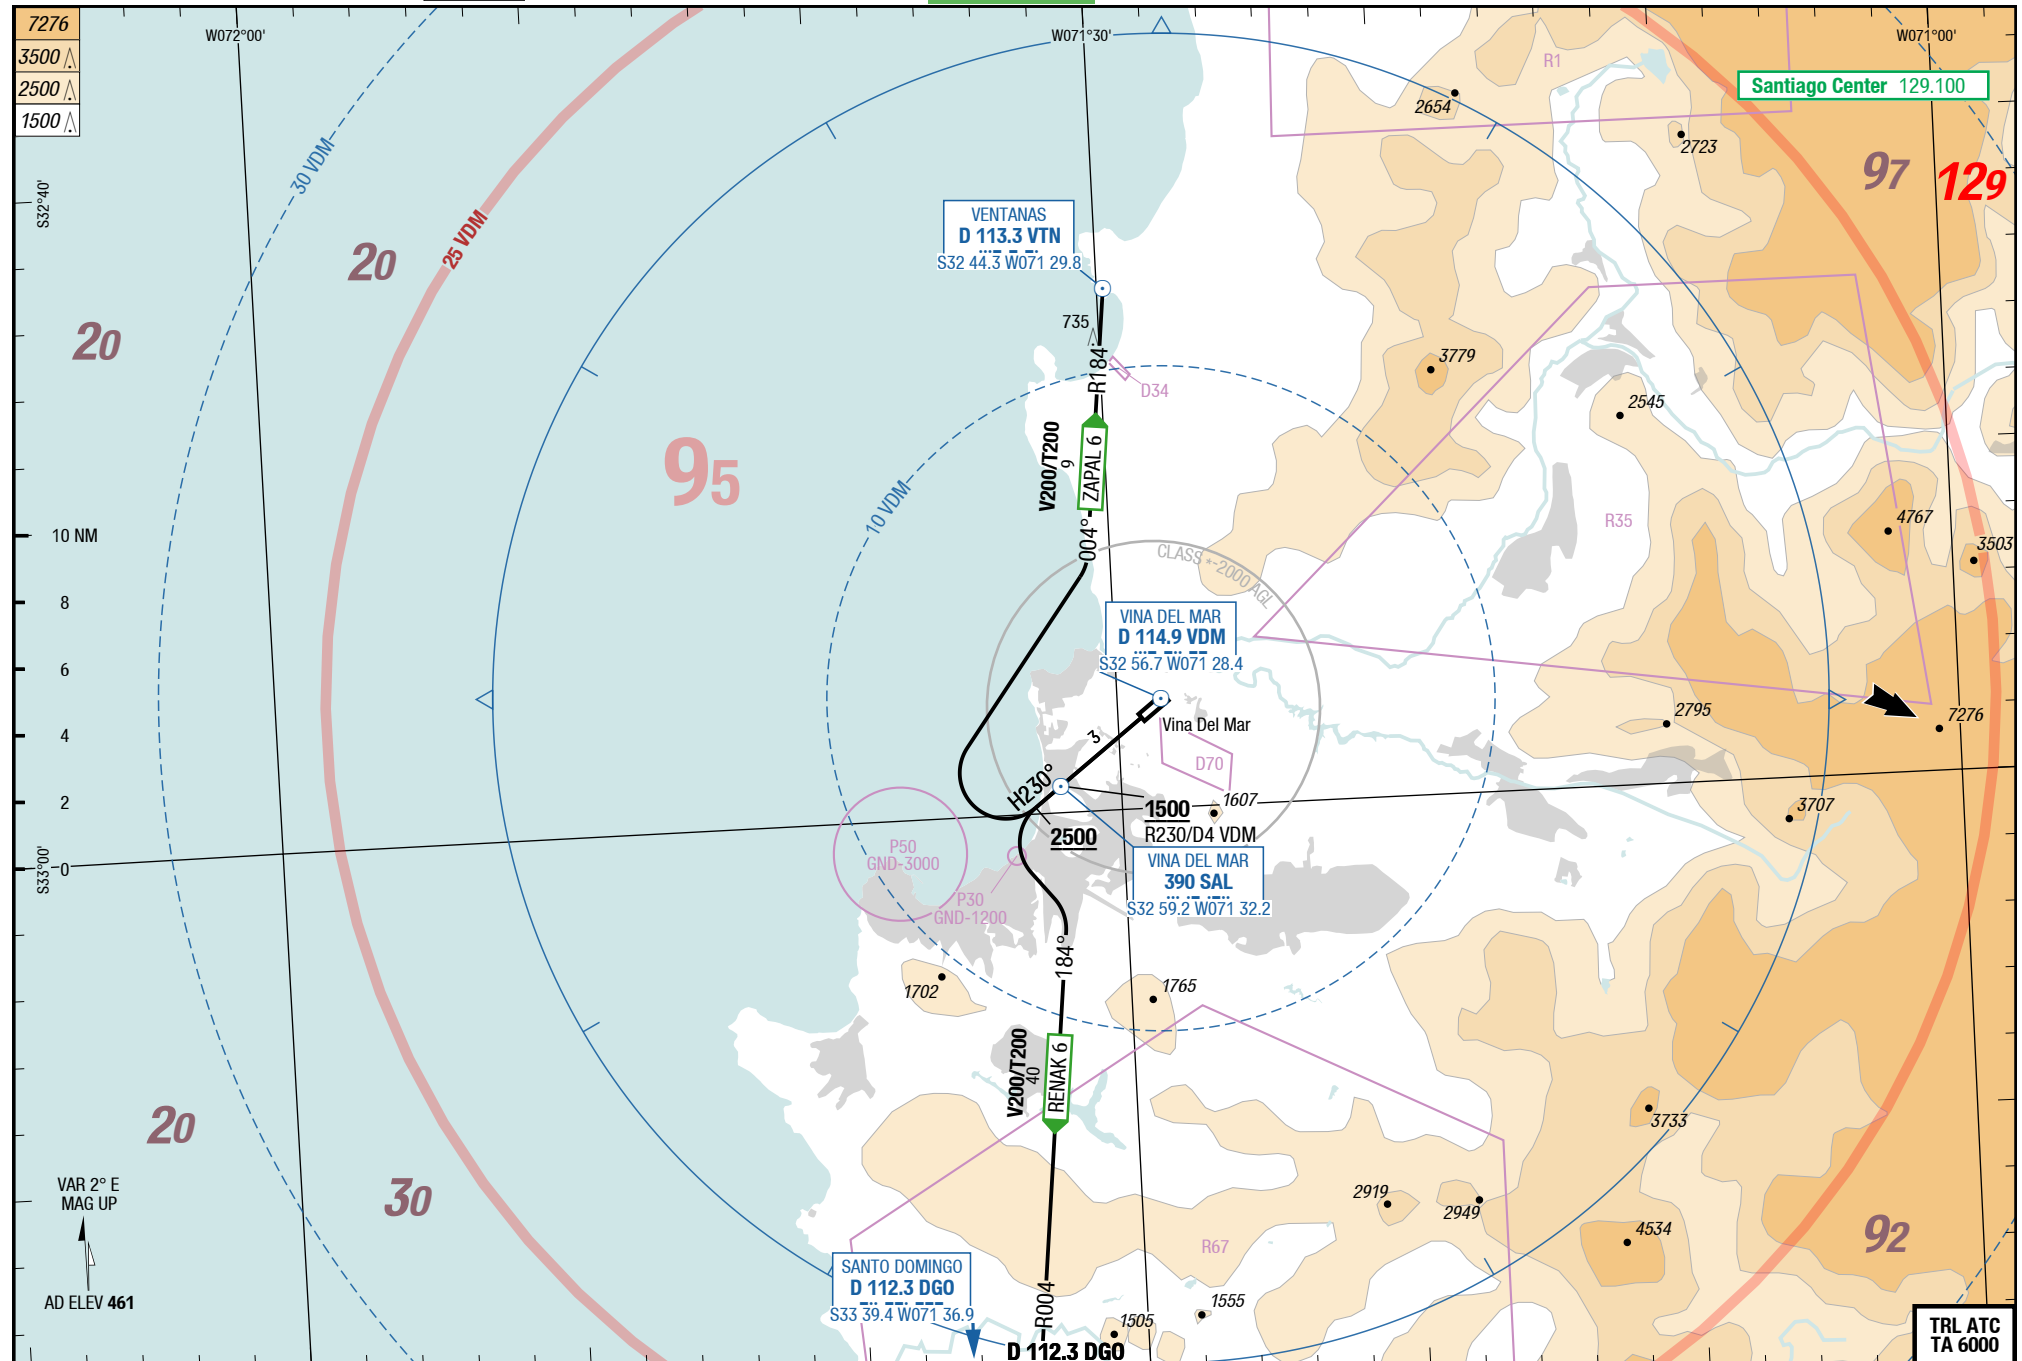 7276
3500
2500
1500
W072°00'
W071°30'
W071°00'
R1
Santiago Center 129.100
2654
2723
97
129
30 VDM
S32°40'
25 VDM
20
VENTANAS
D 113.3 VTN
S32 44.3 W071 29.8
20
735
R184
D34
3779
2545
V200/T200
9
ZAPAL 6
95
10 VDM
R35
4767
3503
004°
10 NM
CLASS *-2000 AGL
8
6
4
2
0
VINA DEL MAR
D 114.9 VDM
S32 56.7 W071 28.4
Vina Del Mar
3
2795
7276
D70
H230°
1500
R230/D4 VDM
1607
2500
3707
P50
GND-3000
VINA DEL MAR
390 SAL
S32 59.2 W071 32.2
S33°00'
P30
GND-1200
184°
1702
1765
V200/T200
40
RENAK 6
20
3733
VAR 2° E
MAG UP
30
2919
2949
4534
92
R67
SANTO DOMINGO
D 112.3 DGO
S33 39.4 W071 36.9
R004
AD ELEV 461
1505
1555
D 112.3 DGO
TRL ATC
TA 6000